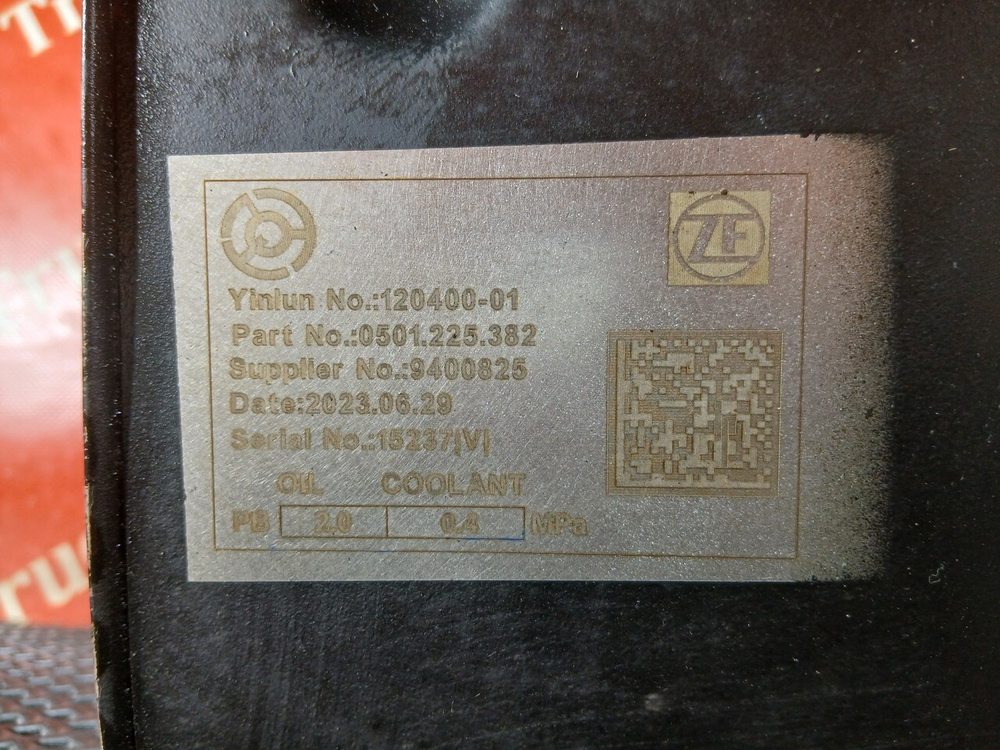 ZF
Yinlun No.:120400-01
Part No.:0501.225.382
Supplier No.:9400825
Date:2023.06.29
Serial No.:15237|V|
OIL COOLANT
PB 2.0 0.4 MPa